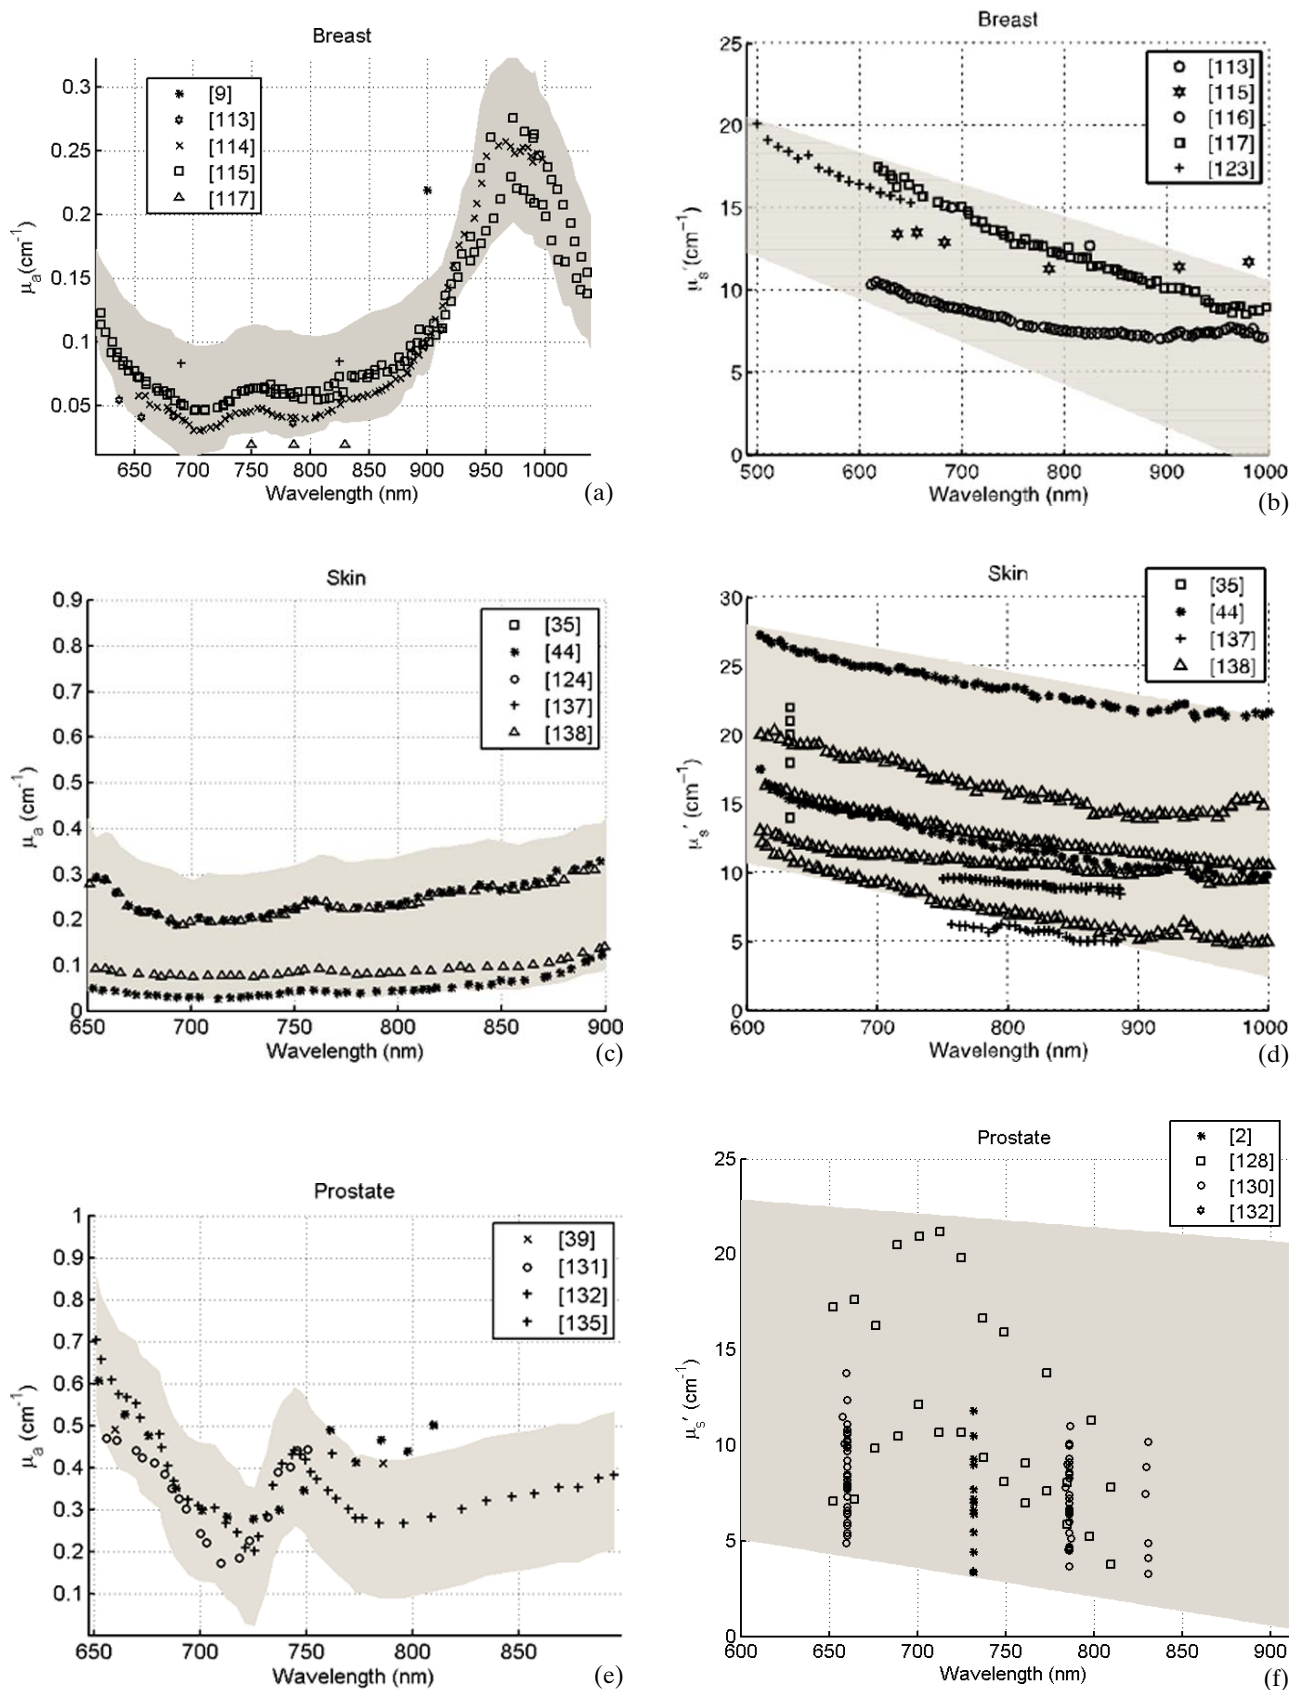 Breast
0.3
0.25
0.2
0.15
0.1
0.05
μa(cm-1)
[9]
[113]
[114]
[115]
[117]
650 700 750 800 850 900 950 1000
Wavelength (nm)
(a)
Breast
25
20
15
10
5
0
μs′(cm−1)
[113]
[115]
[116]
[117]
[123]
500 600 700 800 900 1000
Wavelength (nm)
(b)
Skin
0.9
0.8
0.7
0.6
0.5
0.4
0.3
0.2
0.1
0
μa (cm-1)
[35]
[44]
[124]
[137]
[138]
650 700 750 800 850 900
Wavelength (nm)
(c)
Skin
30
25
20
15
10
5
0
μs′ (cm−1)
[35]
[44]
[137]
[138]
600 700 800 900 1000
Wavelength (nm)
(d)
Prostate
1
0.9
0.8
0.7
0.6
0.5
0.4
0.3
0.2
0.1
μa (cm-1)
[39]
[131]
[132]
[135]
650 700 750 800 850
Wavelength (nm)
(e)
Prostate
25
20
15
10
5
0
μs′ (cm-1)
[2]
[128]
[130]
[132]
600 650 700 750 800 850 900
Wavelength (nm)
(f)